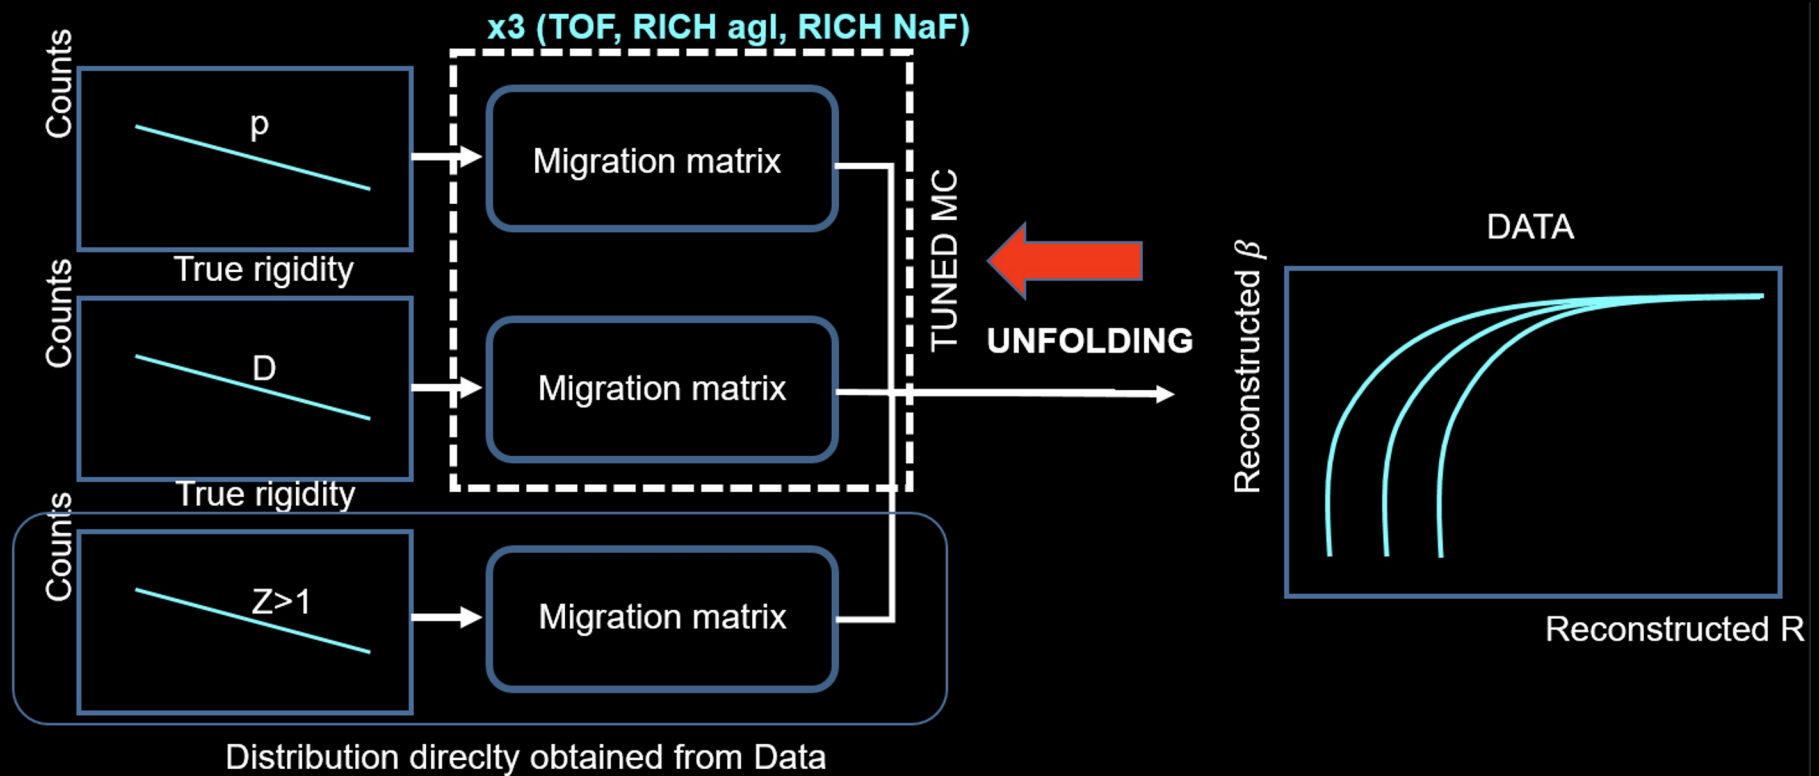 x3 (TOF, RICH agl, RICH NaF)
Counts
p
True rigidity
Migration matrix
Counts
D
True rigidity
Migration matrix
TUNED MC
UNFOLDING
Counts
Z>1
Migration matrix
Distribution direclty obtained from Data
DATA
Reconstructed β
Reconstructed R